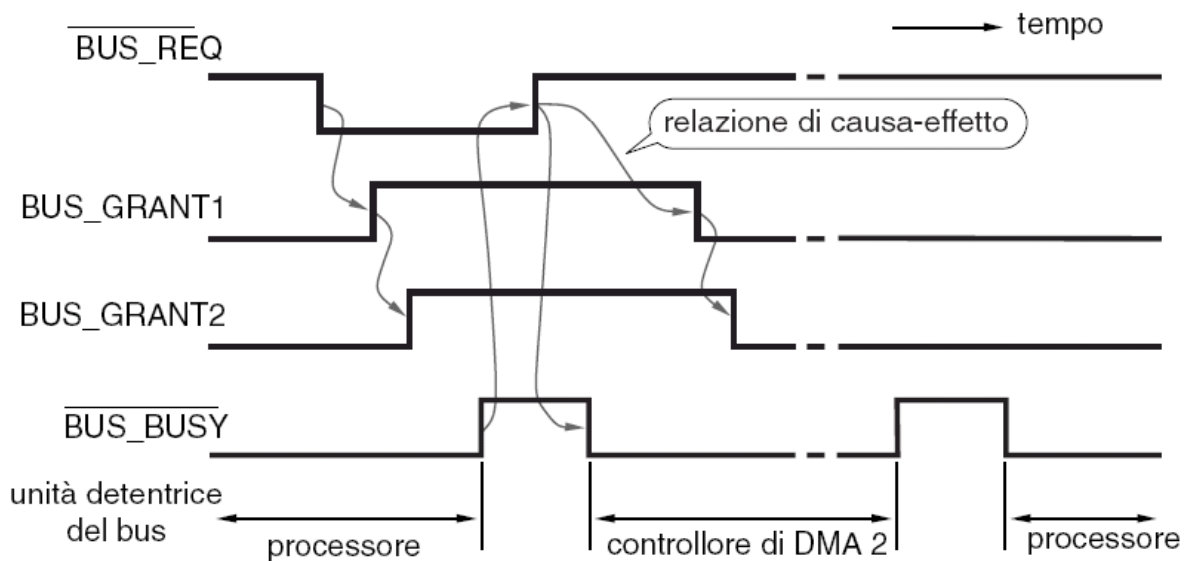 BUS_REQ
tempo
relazione di causa-effetto
BUS_GRANT1
BUS_GRANT2
BUS_BUSY
unità detentrice
del bus
processore
controllore di DMA 2
processore